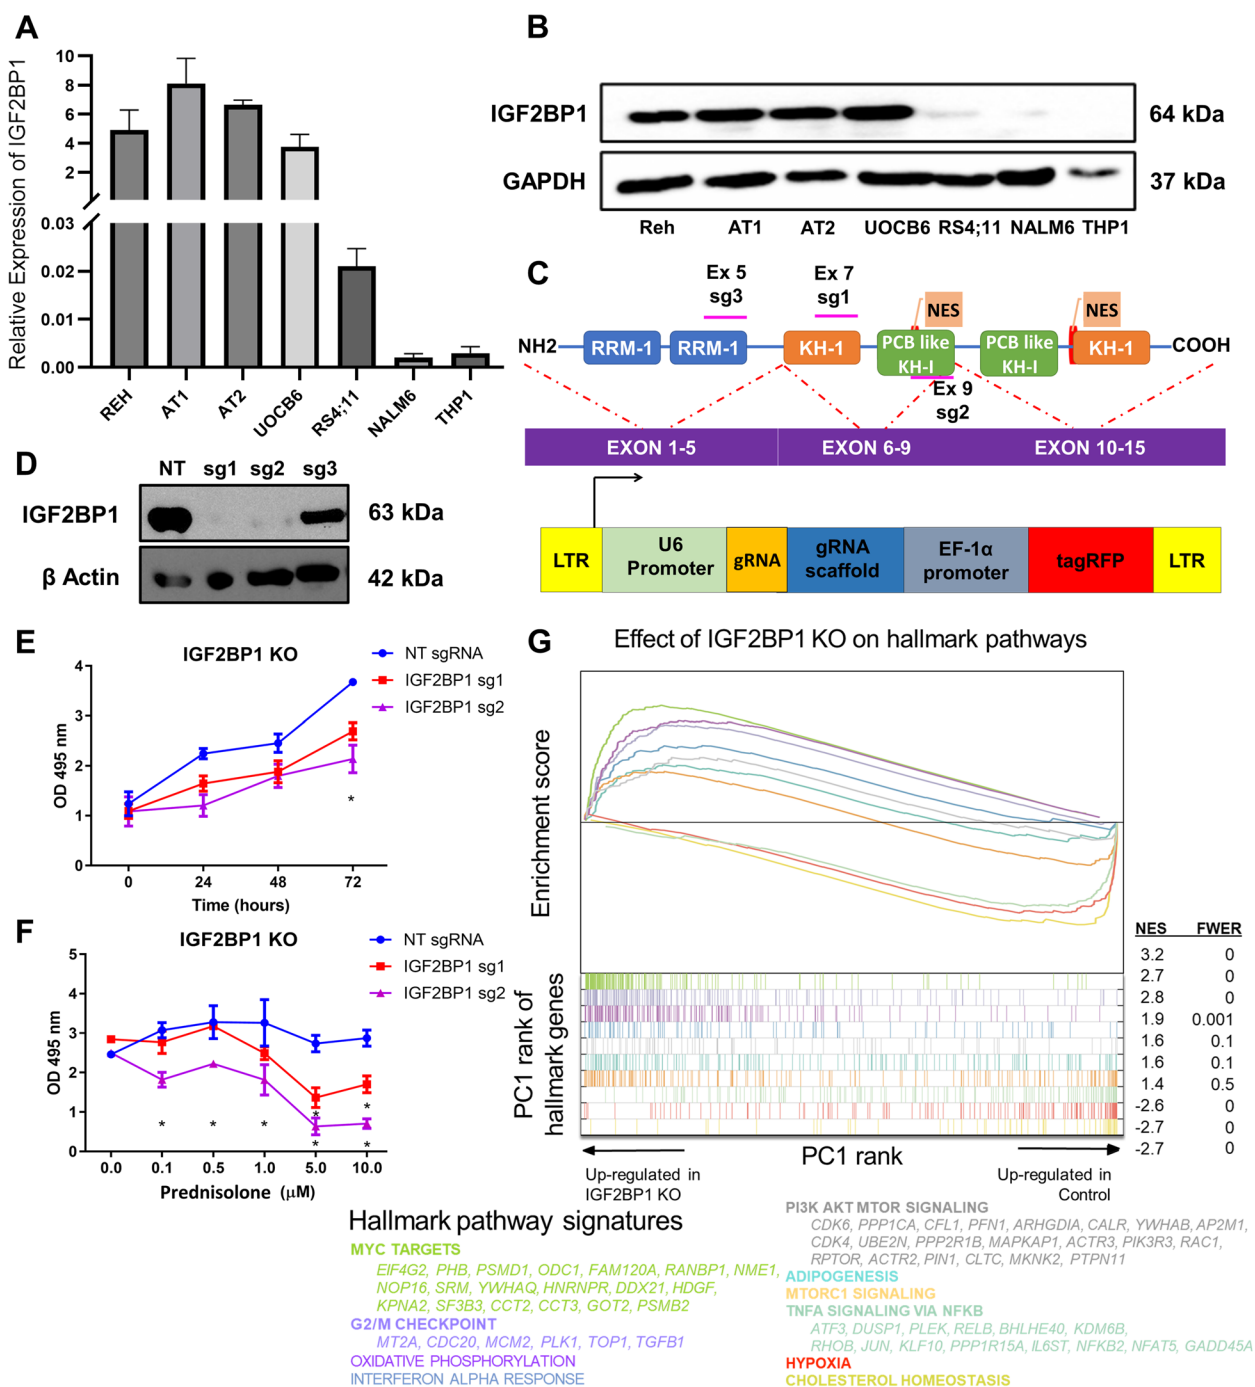 A
Relative Expression of IGF2BP1
10
8
6
4
2
0.03
0.02
0.01
0.00
REH
AT1
AT2
UOCB6
RS4;11
NALM6
THP1
B
IGF2BP1
64 kDa
GAPDH
37 kDa
Reh AT1 AT2 UOCB6 RS4;11 NALM6 THP1
C
Ex 5
sg3
Ex 7
sg1
NES
NES
NH2
RRM-1
RRM-1
KH-1
PCB like
KH-I
PCB like
KH-I
KH-1
COOH
Ex 9
sg2
EXON 1-5
EXON 6-9
EXON 10-15
LTR
U6
Promoter
gRNA
gRNA
scaffold
EF-1α
promoter
tagRFP
LTR
D
NT sg1 sg2 sg3
IGF2BP1
63 kDa
β Actin
42 kDa
E
IGF2BP1 KO
NT sgRNA
IGF2BP1 sg1
IGF2BP1 sg2
OD 495 nm
4
3
2
1
0
*
0 24 48 72
Time (hours)
F
IGF2BP1 KO
NT sgRNA
IGF2BP1 sg1
IGF2BP1 sg2
OD 495 nm
5
4
3
2
1
0
* * * * * * *
0.0 0.1 0.5 1.0 5.0 10.0
Prednisolone (μM)
G
Effect of IGF2BP1 KO on hallmark pathways
Enrichment score
PC1 rank of
hallmark genes
NES FWER
3.2 0
2.7 0
2.8 0
1.9 0.001
1.6 0.1
1.6 0.1
1.4 0.5
-2.6 0
-2.7 0
-2.7 0
PC1 rank
Up-regulated in
IGF2BP1 KO
Up-regulated in
Control
Hallmark pathway signatures
MYC TARGETS
EIF4G2, PHB, PSMD1, ODC1, FAM120A, RANBP1, NME1,
NOP16, SRM, YWHAQ, HNRNPR, DDX21, HDGF,
KPNA2, SF3B3, CCT2, CCT3, GOT2, PSMB2
G2/M CHECKPOINT
MT2A, CDC20, MCM2, PLK1, TOP1, TGFB1
OXIDATIVE PHOSPHORYLATION
INTERFERON ALPHA RESPONSE
PI3K AKT MTOR SIGNALING
CDK6, PPP1CA, CFL1, PFN1, ARHGDIA, CALR, YWHAB, AP2M1,
CDK4, UBE2N, PPP2R1B, MAPKAP1, ACTR3, PIK3R3, RAC1,
RPTOR, ACTR2, PIN1, CLTC, MKNK2, PTPN11
ADIPOGENESIS
MTORC1 SIGNALING
TNFA SIGNALING VIA NFKB
ATF3, DUSP1, PLEK, RELB, BHLHE40, KDM6B,
RHOB, JUN, KLF10, PPP1R15A, IL6ST, NFKB2, NFAT5, GADD45A
HYPOXIA
CHOLESTEROL HOMEOSTASIS